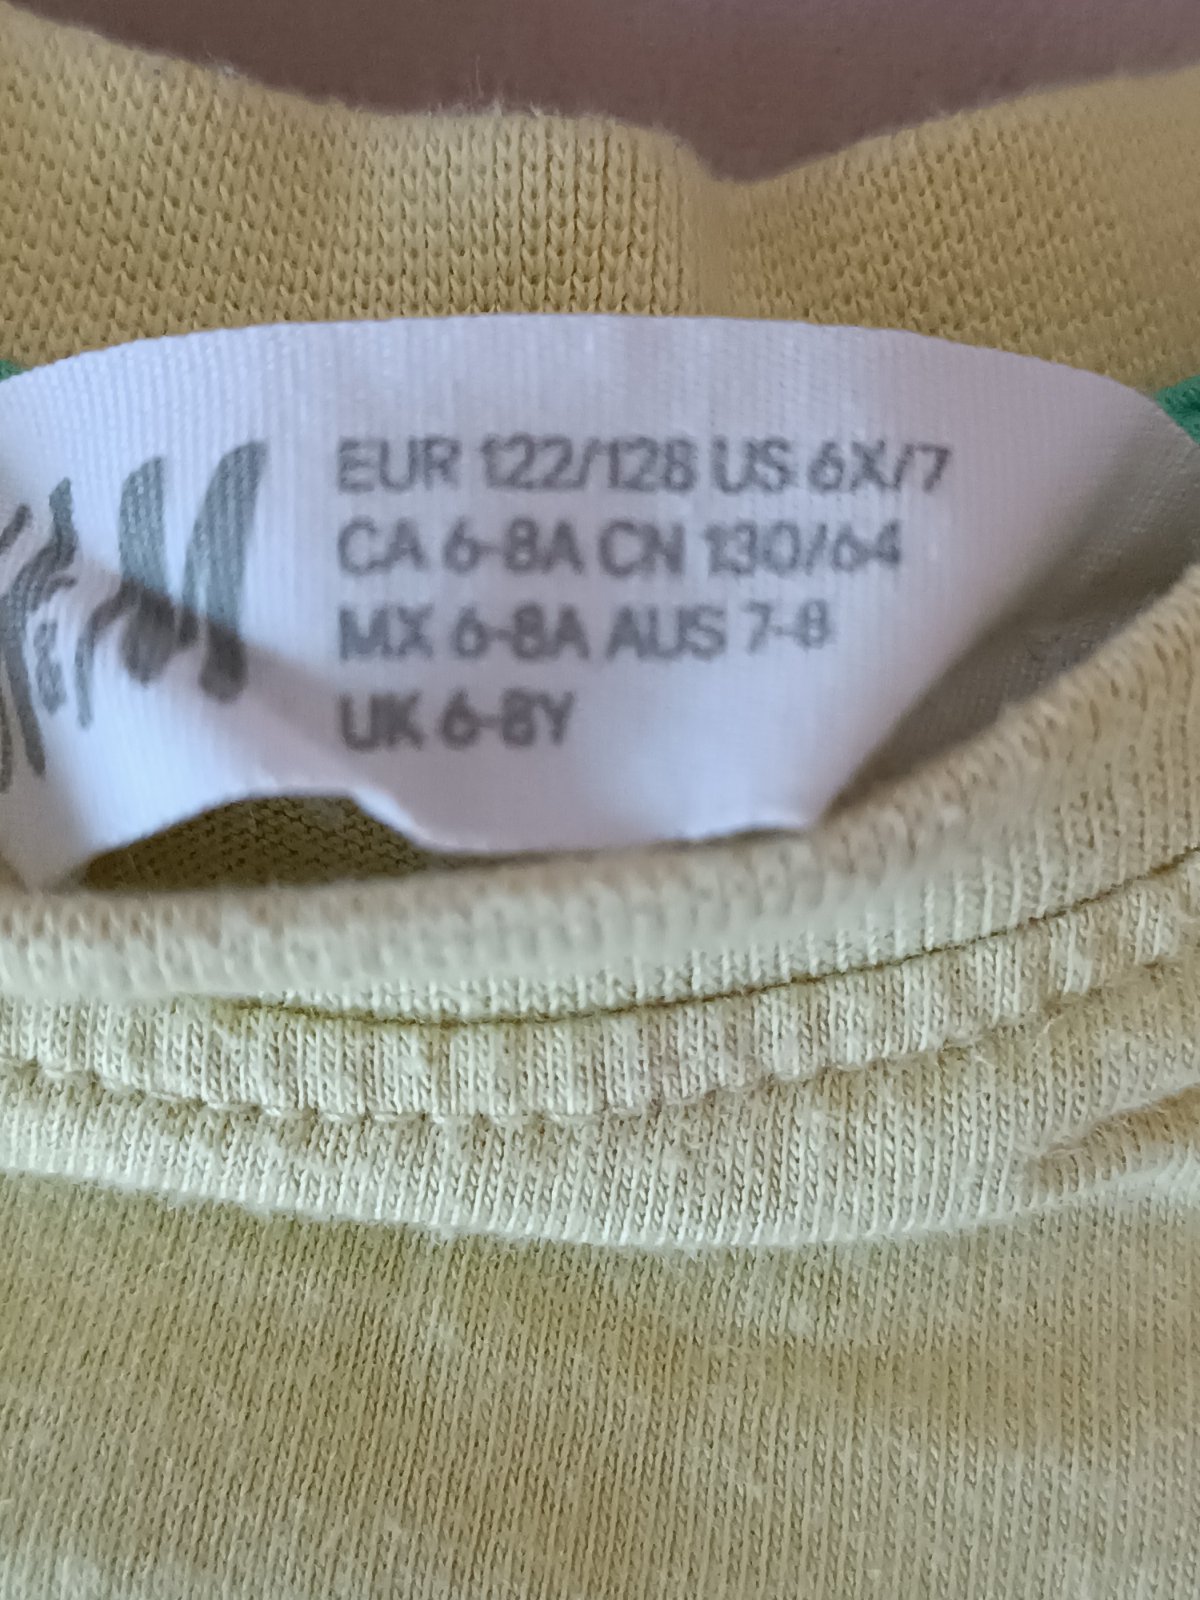 H&M
EUR 122/128 US 6X/7
CA 6-8A CN 130/64
MX 6-8A AUS 7-8
UK 6-8Y